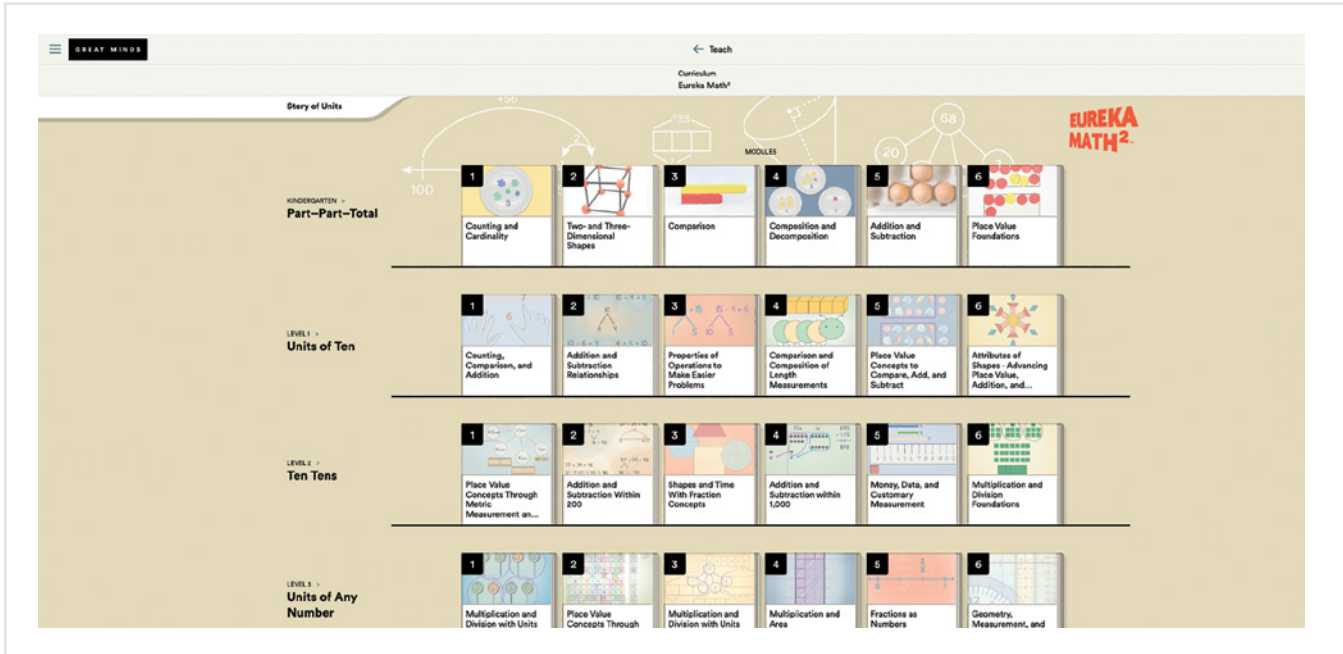 GREAT MINDS
Teach
Curriculum
Eureka Math²
Story of Units
EUREKA
MATH²
MODULES
+56
-2
+33
68
20
100
KINDERGARTEN >
Part–Part–Total
1
Counting and
Cardinality
2
Two- and Three-
Dimensional
Shapes
3
Comparison
4
Composition and
Decomposition
5
Addition and
Subtraction
6
Place Value
Foundations
LEVEL 1 >
Units of Ten
1
Counting,
Comparison, and
Addition
2
Addition and
Subtraction
Relationships
3
Properties of
Operations to
Make Easier
Problems
4
Comparison and
Composition of
Length
Measurements
5
Place Value
Concepts to
Compare, Add, and
Subtract
6
Attributes of
Shapes · Advancing
Place Value,
Addition, and...
LEVEL 2 >
Ten Tens
1
Place Value
Concepts Through
Metric
Measurement an...
2
Addition and
Subtraction Within
200
3
Shapes and Time
With Fraction
Concepts
4
Addition and
Subtraction within
1,000
5
Money, Data, and
Customary
Measurement
6
Multiplication and
Division
Foundations
LEVEL 3 >
Units of Any
Number
1
Multiplication and
Division with Units
2
Place Value
Concepts Through
3
Multiplication and
Division with Units
4
Multiplication and
Area
5
Fractions as
Numbers
6
Geometry,
Measurement, and